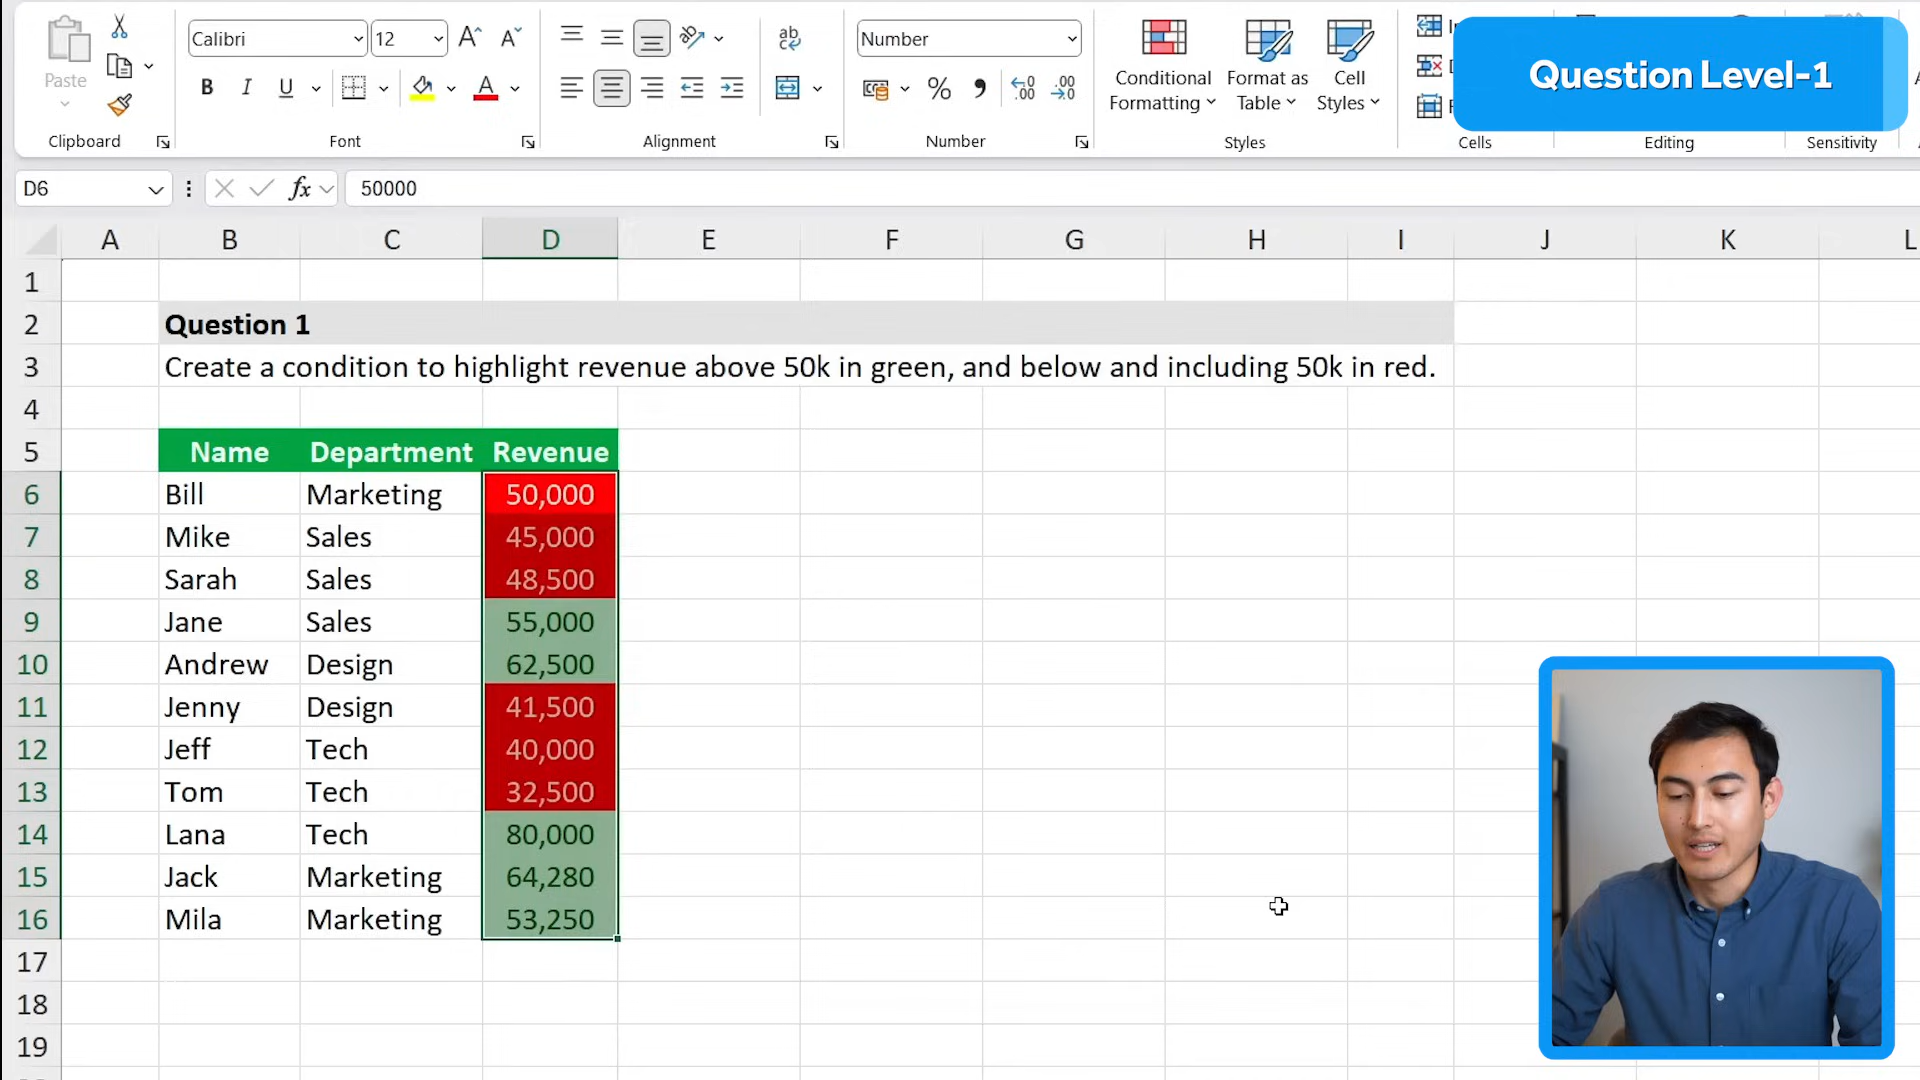 Calibri
12
Number
ab
Paste
B I U
A
% 9
Conditional Formatting
Format as Table
Cell Styles
Question Level-1
Clipboard
Font
Alignment
Number
Styles
Cells
Editing
Sensitivity
D6
fx
50000
A B C D E F G H I J K L
1
2 Question 1
3 Create a condition to highlight revenue above 50k in green, and below and including 50k in red.
4
5 Name Department Revenue
6 Bill Marketing 50,000
7 Mike Sales 45,000
8 Sarah Sales 48,500
9 Jane Sales 55,000
10 Andrew Design 62,500
11 Jenny Design 41,500
12 Jeff Tech 40,000
13 Tom Tech 32,500
14 Lana Tech 80,000
15 Jack Marketing 64,280
16 Mila Marketing 53,250
17
18
19